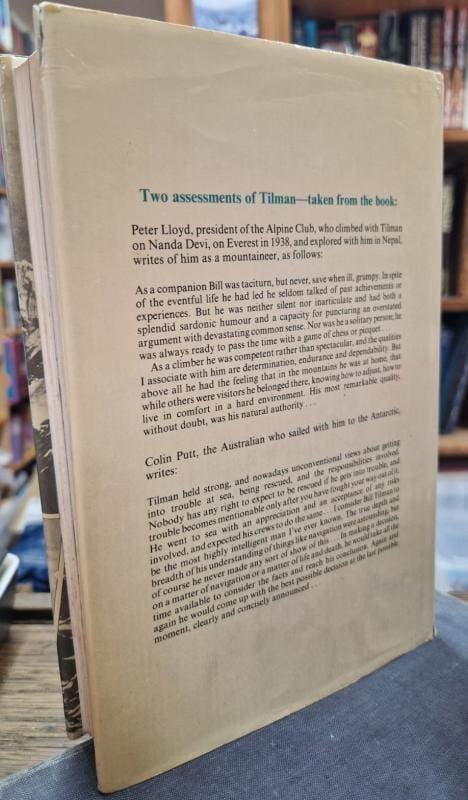 Two assessments of Tilman—taken from the book:
Peter Lloyd, president of the Alpine Club, who climbed with Tilman
on Nanda Devi, on Everest in 1938, and explored with him in Nepal,
writes of him as a mountaineer, as follows:
As a companion Bill was taciturn, but never, save when ill, grumpy. In spite
of the eventful life he had led he seldom talked of past achievements or
experiences. But he was neither silent nor inarticulate and had both a
splendid sardonic humour and a capacity for puncturing an overstated
argument with devastating common sense. Nor was he a solitary person; he
was always ready to pass the time with a game of chess or picquet . . .
As a climber he was competent rather than spectacular, and the qualities
I associate with him are determination, endurance and dependability. But
above all he had the feeling that in the mountains he was at home, that
while others were visitors he belonged there, knowing how to adjust, how to
live in comfort in a hard environment. His most remarkable quality,
without doubt, was his natural authority . . .
Colin Putt, the Australian who sailed with him to the Antarctic,
writes:
Tilman held strong, and nowadays unconventional views about getting
into trouble at sea, being rescued, and the responsibilities involved.
Nobody has any right to expect to be rescued if he gets into trouble, and
trouble becomes mentionable only after you have fought your way out of it.
He went to sea with an appreciation and an acceptance of any risks
involved, and expected his crews to do the same . . . I consider Bill Tilman to
be the most highly intelligent man I've ever known. The true depth and
breadth of his understanding of things like navigation were astounding, but
of course he never made any sort of show of this . . . In making a decision,
on a matter of navigation or a matter of life and death, he would take all the
time available to consider the facts and reach his conclusion. Again and
again he would come up with the best possible decision at the last possible
moment, clearly and concisely announced . . .